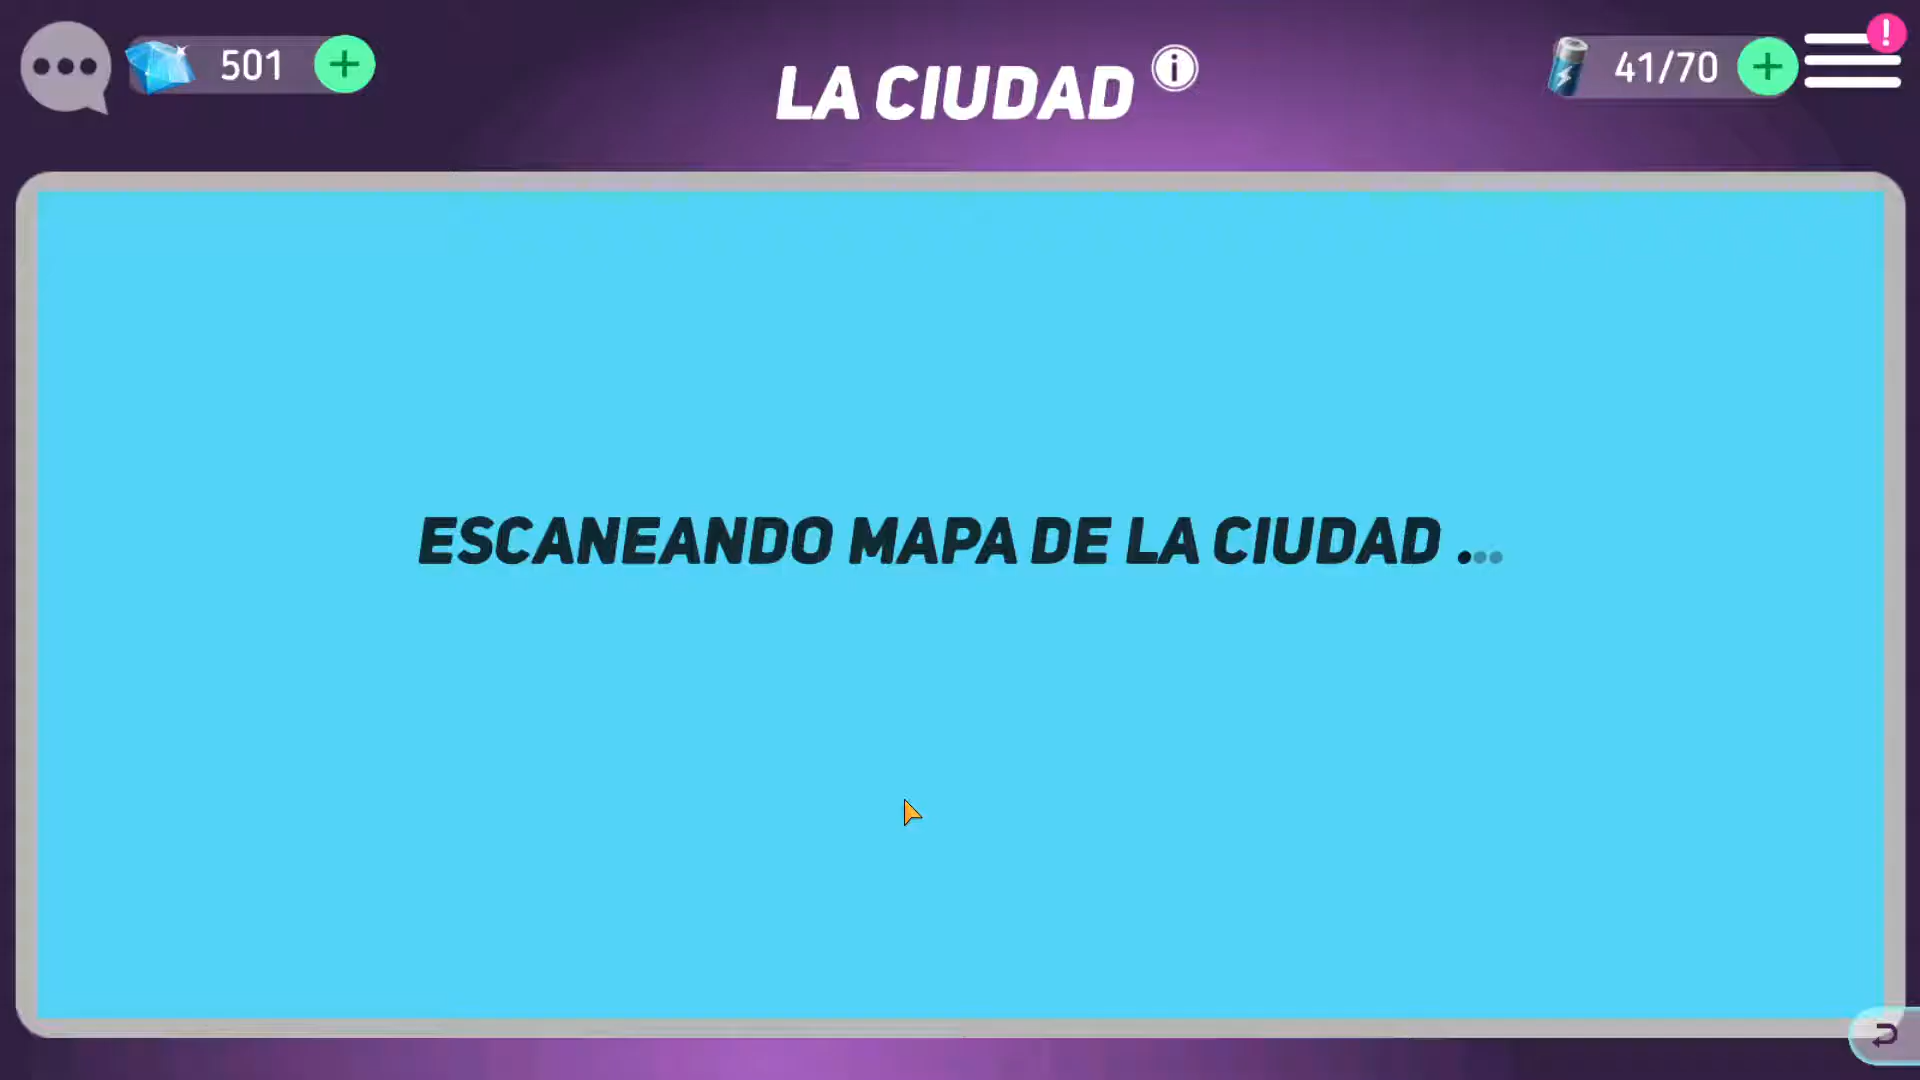 501
LA CIUDAD
41/70
ESCANEANDO MAPA DE LA CIUDAD ...